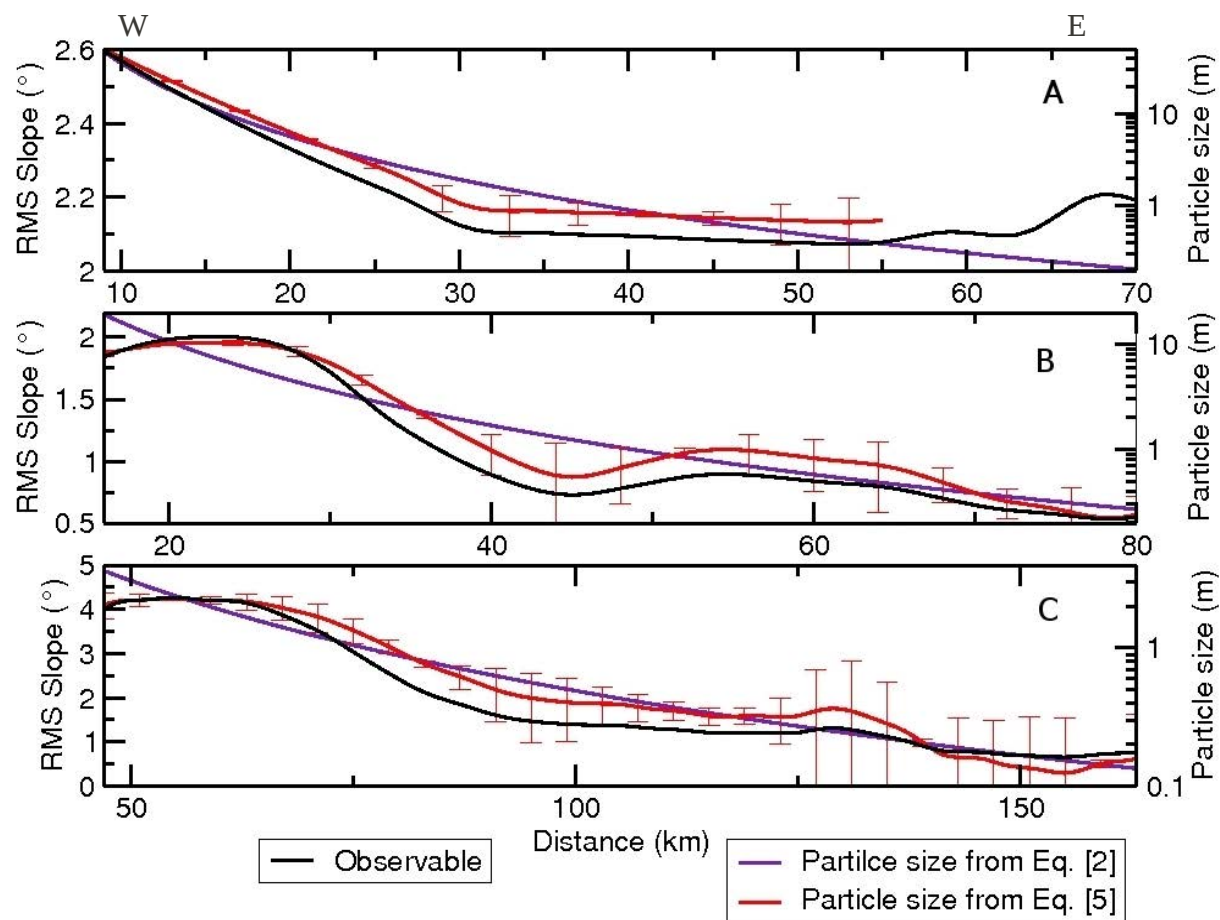 W E
2.6
2.4
2.2
2
RMS Slope (°)
A
10
1
Particle size (m)
10 20 30 40 50 60 70
2
1.5
1
0.5
RMS Slope (°)
B
10
1
Particle size (m)
20 40 60 80
5
4
3
2
1
0
RMS Slope (°)
C
1
0.1
Particle size (m)
50 100 150
Distance (km)
Observable
Partilce size from Eq. [2]
Particle size from Eq. [5]